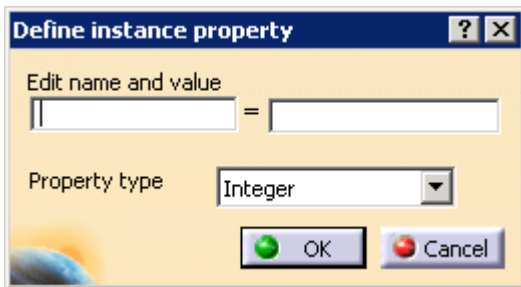 Define instance property ? X
Edit name and value
=
Property type Integer
OK Cancel